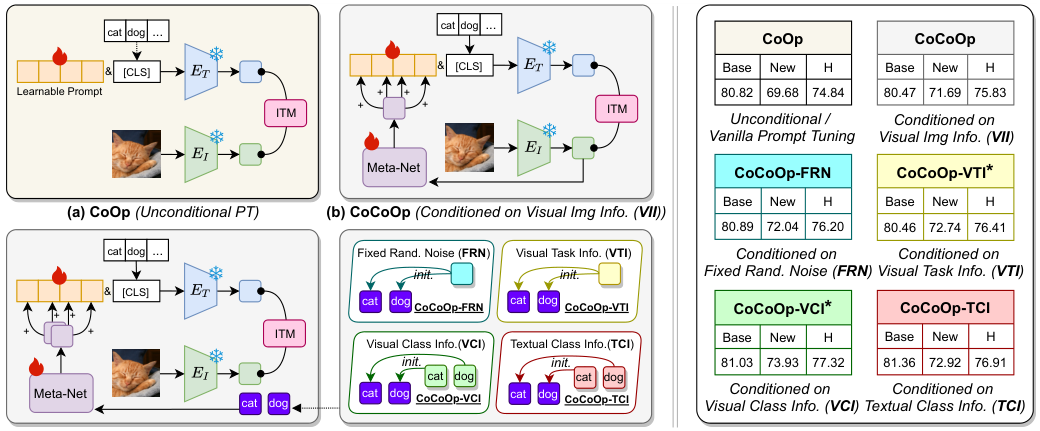 cat dog ...
Learnable Prompt
&
[CLS]
E_T
ITM
E_I
(a) CoOp (Unconditional PT)
cat dog ...
&
[CLS]
E_T
+ + + +
ITM
Meta-Net
E_I
(b) CoCoOp (Conditioned on Visual Img Info. (VII))
cat dog ...
&
[CLS]
E_T
+ + + +
ITM
Meta-Net
E_I
cat dog
Fixed Rand. Noise (FRN)
init.
cat dog
CoCoOp-FRN
Visual Task Info. (VTI)
init.
cat dog
CoCoOp-VTI
Visual Class Info.(VCI)
init.
cat dog
cat dog
CoCoOp-VCI
Textual Class Info.(TCI)
init.
cat dog
cat dog
CoCoOp-TCI
CoOp
Base New H
80.82 69.68 74.84
Unconditional /
Vanilla Prompt Tuning
CoCoOp
Base New H
80.47 71.69 75.83
Conditioned on
Visual Img Info. (VII)
CoCoOp-FRN
Base New H
80.89 72.04 76.20
Conditioned on
Fixed Rand. Noise (FRN)
CoCoOp-VTI*
Base New H
80.46 72.74 76.41
Conditioned on
Visual Task Info. (VTI)
CoCoOp-VCI*
Base New H
81.03 73.93 77.32
Conditioned on
Visual Class Info. (VCI)
CoCoOp-TCI
Base New H
81.36 72.92 76.91
Conditioned on
Textual Class Info. (TCI)